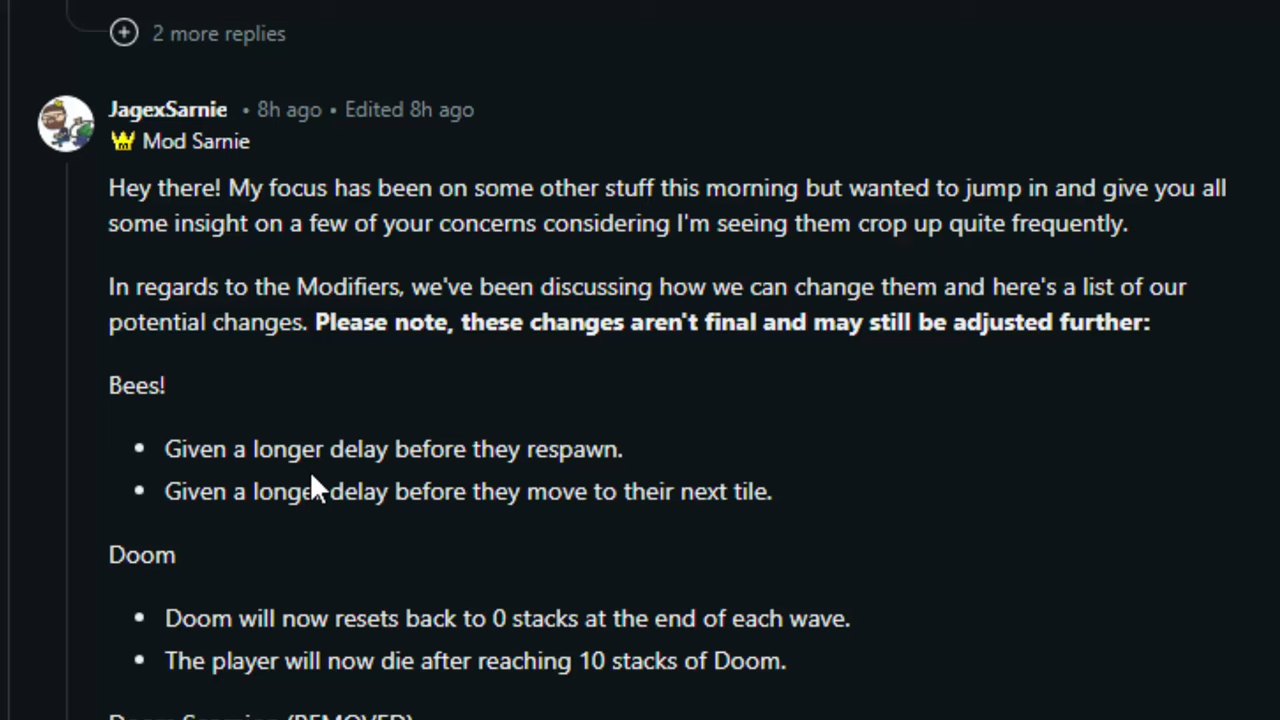 2 more replies
JagexSarnie • 8h ago • Edited 8h ago
Mod Sarnie
Hey there! My focus has been on some other stuff this morning but wanted to jump in and give you all
some insight on a few of your concerns considering I'm seeing them crop up quite frequently.
In regards to the Modifiers, we've been discussing how we can change them and here's a list of our
potential changes. Please note, these changes aren't final and may still be adjusted further:
Bees!
• Given a longer delay before they respawn.
• Given a longer delay before they move to their next tile.
Doom
• Doom will now resets back to 0 stacks at the end of each wave.
• The player will now die after reaching 10 stacks of Doom.
Doom Scorpion (REMOVED)